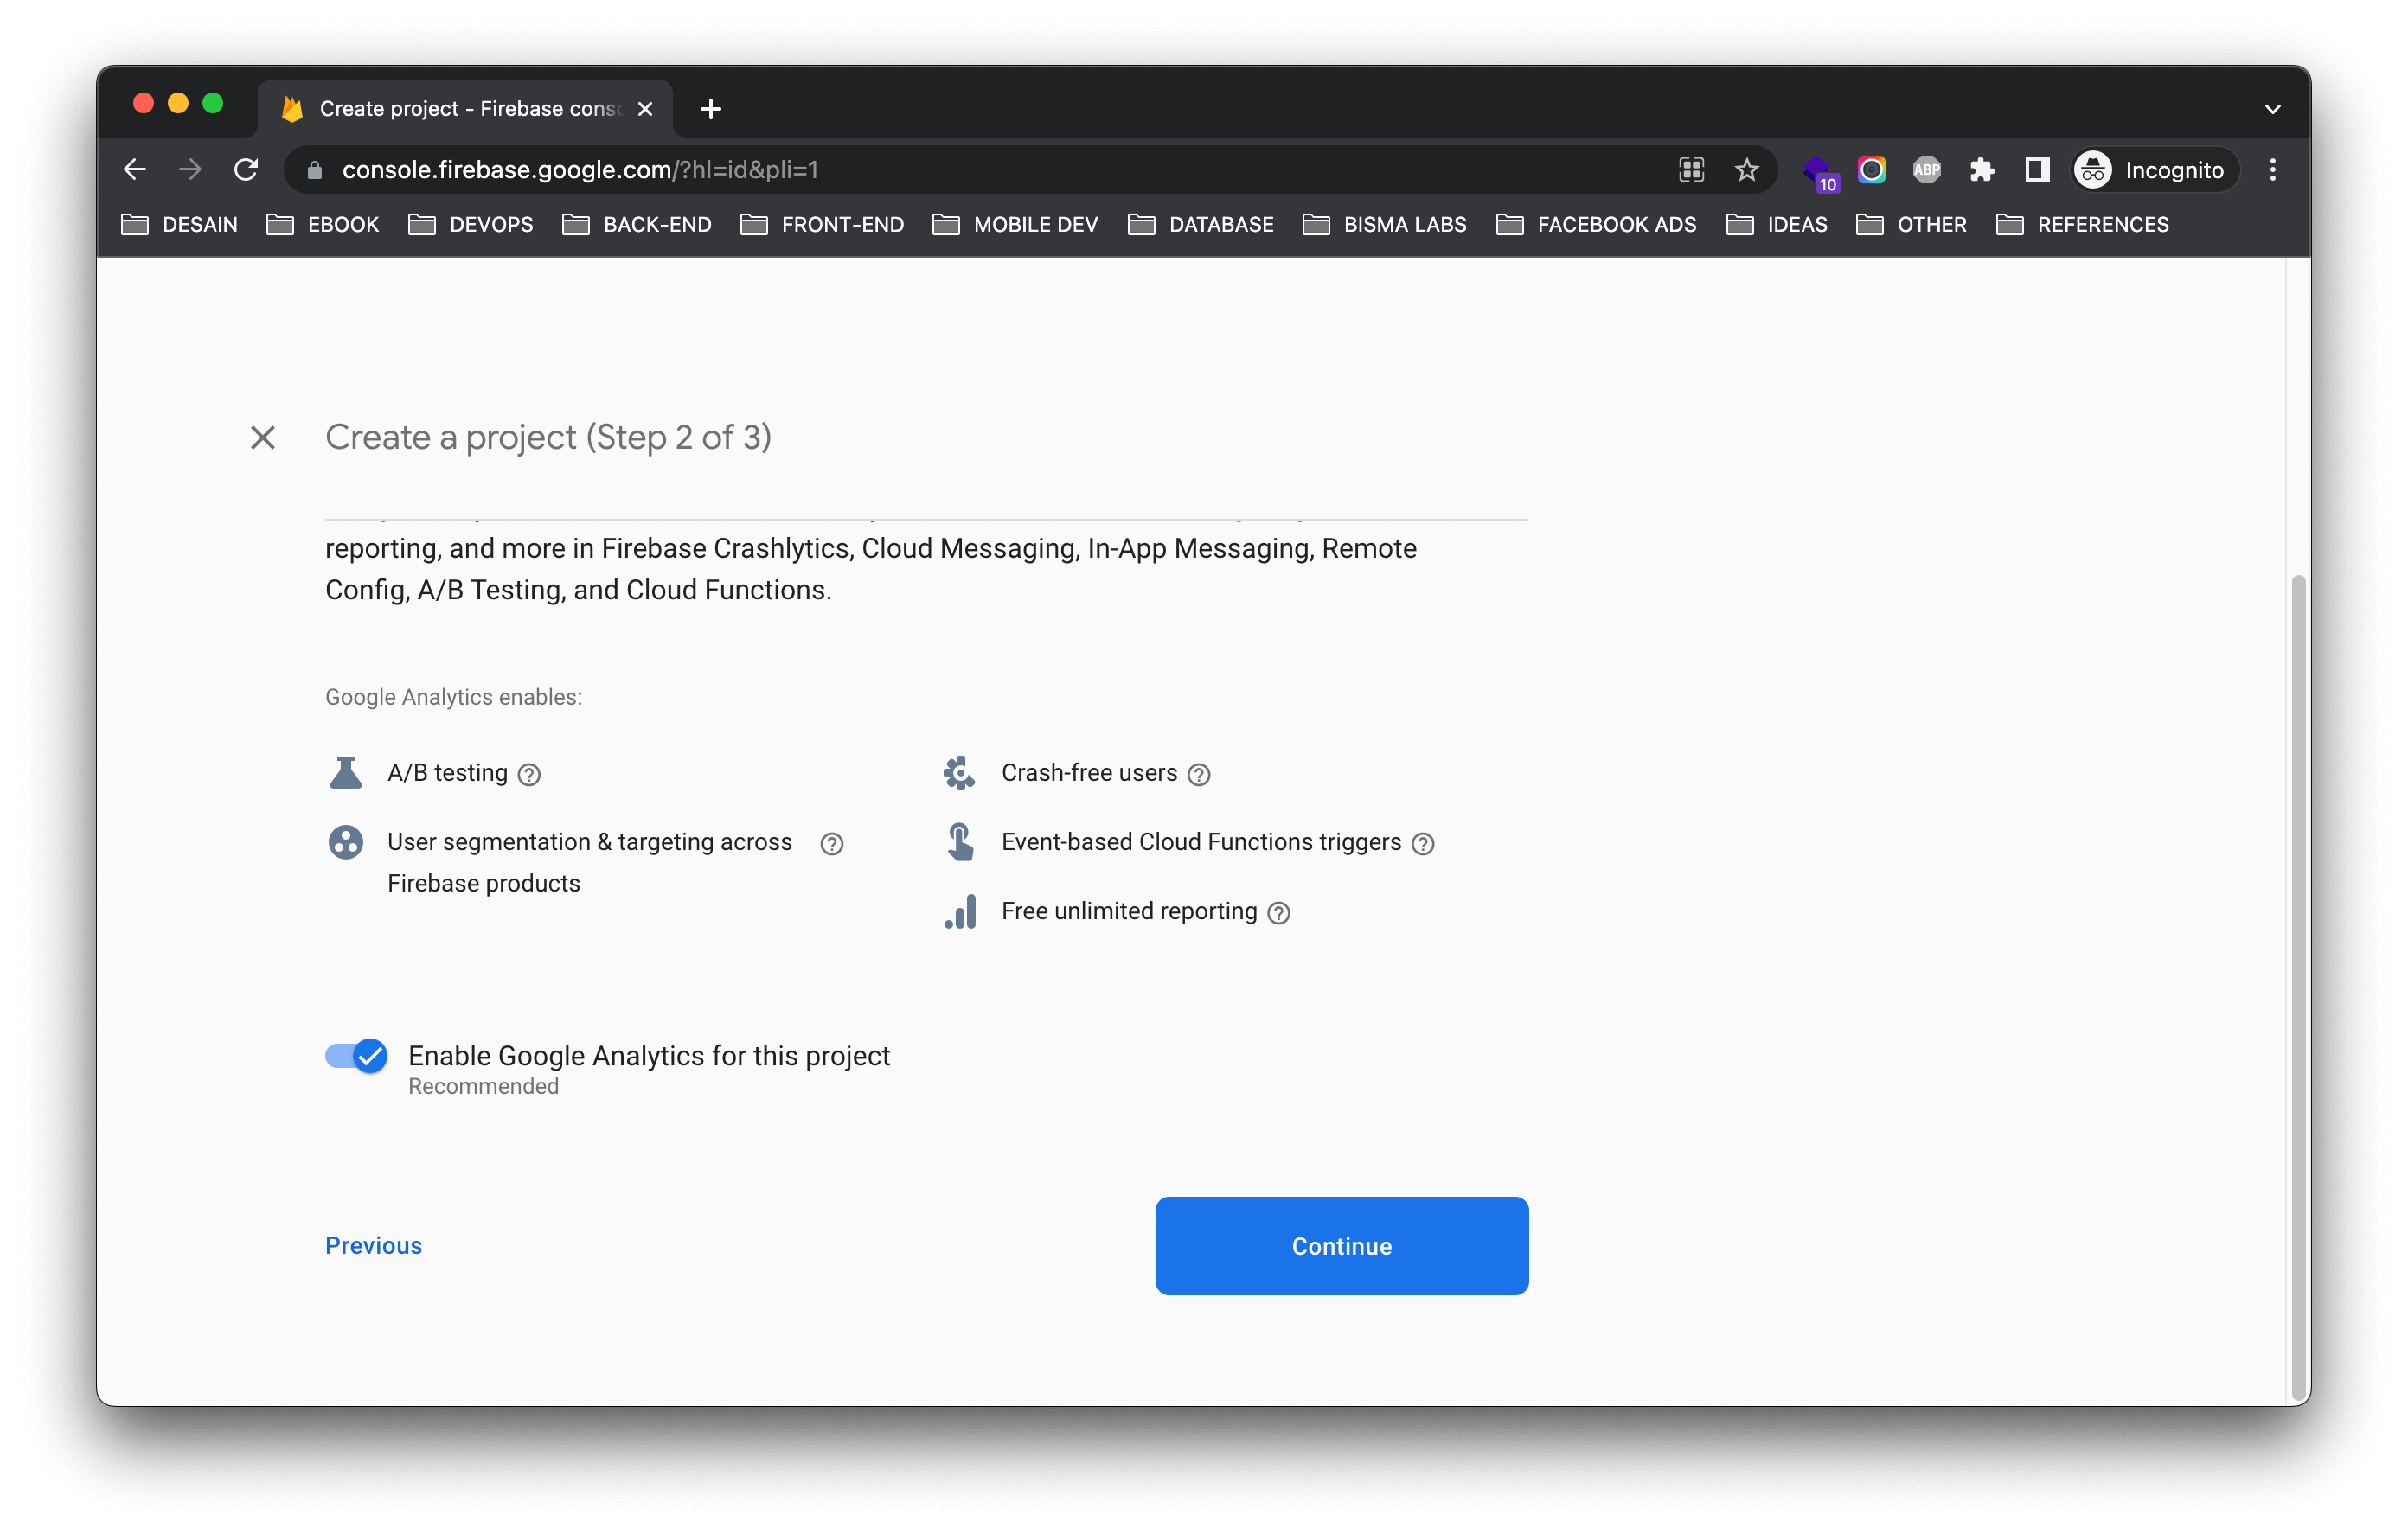 Create project - Firebase cons
console.firebase.google.com/?hl=id&pli=1
10
ABP
Incognito
DESAIN EBOOK DEVOPS BACK-END FRONT-END MOBILE DEV DATABASE BISMA LABS FACEBOOK ADS IDEAS OTHER REFERENCES
Create a project (Step 2 of 3)
reporting, and more in Firebase Crashlytics, Cloud Messaging, In-App Messaging, Remote
Config, A/B Testing, and Cloud Functions.
Google Analytics enables:
A/B testing
Crash-free users
User segmentation & targeting across
Firebase products
Event-based Cloud Functions triggers
Free unlimited reporting
Enable Google Analytics for this project
Recommended
Previous
Continue